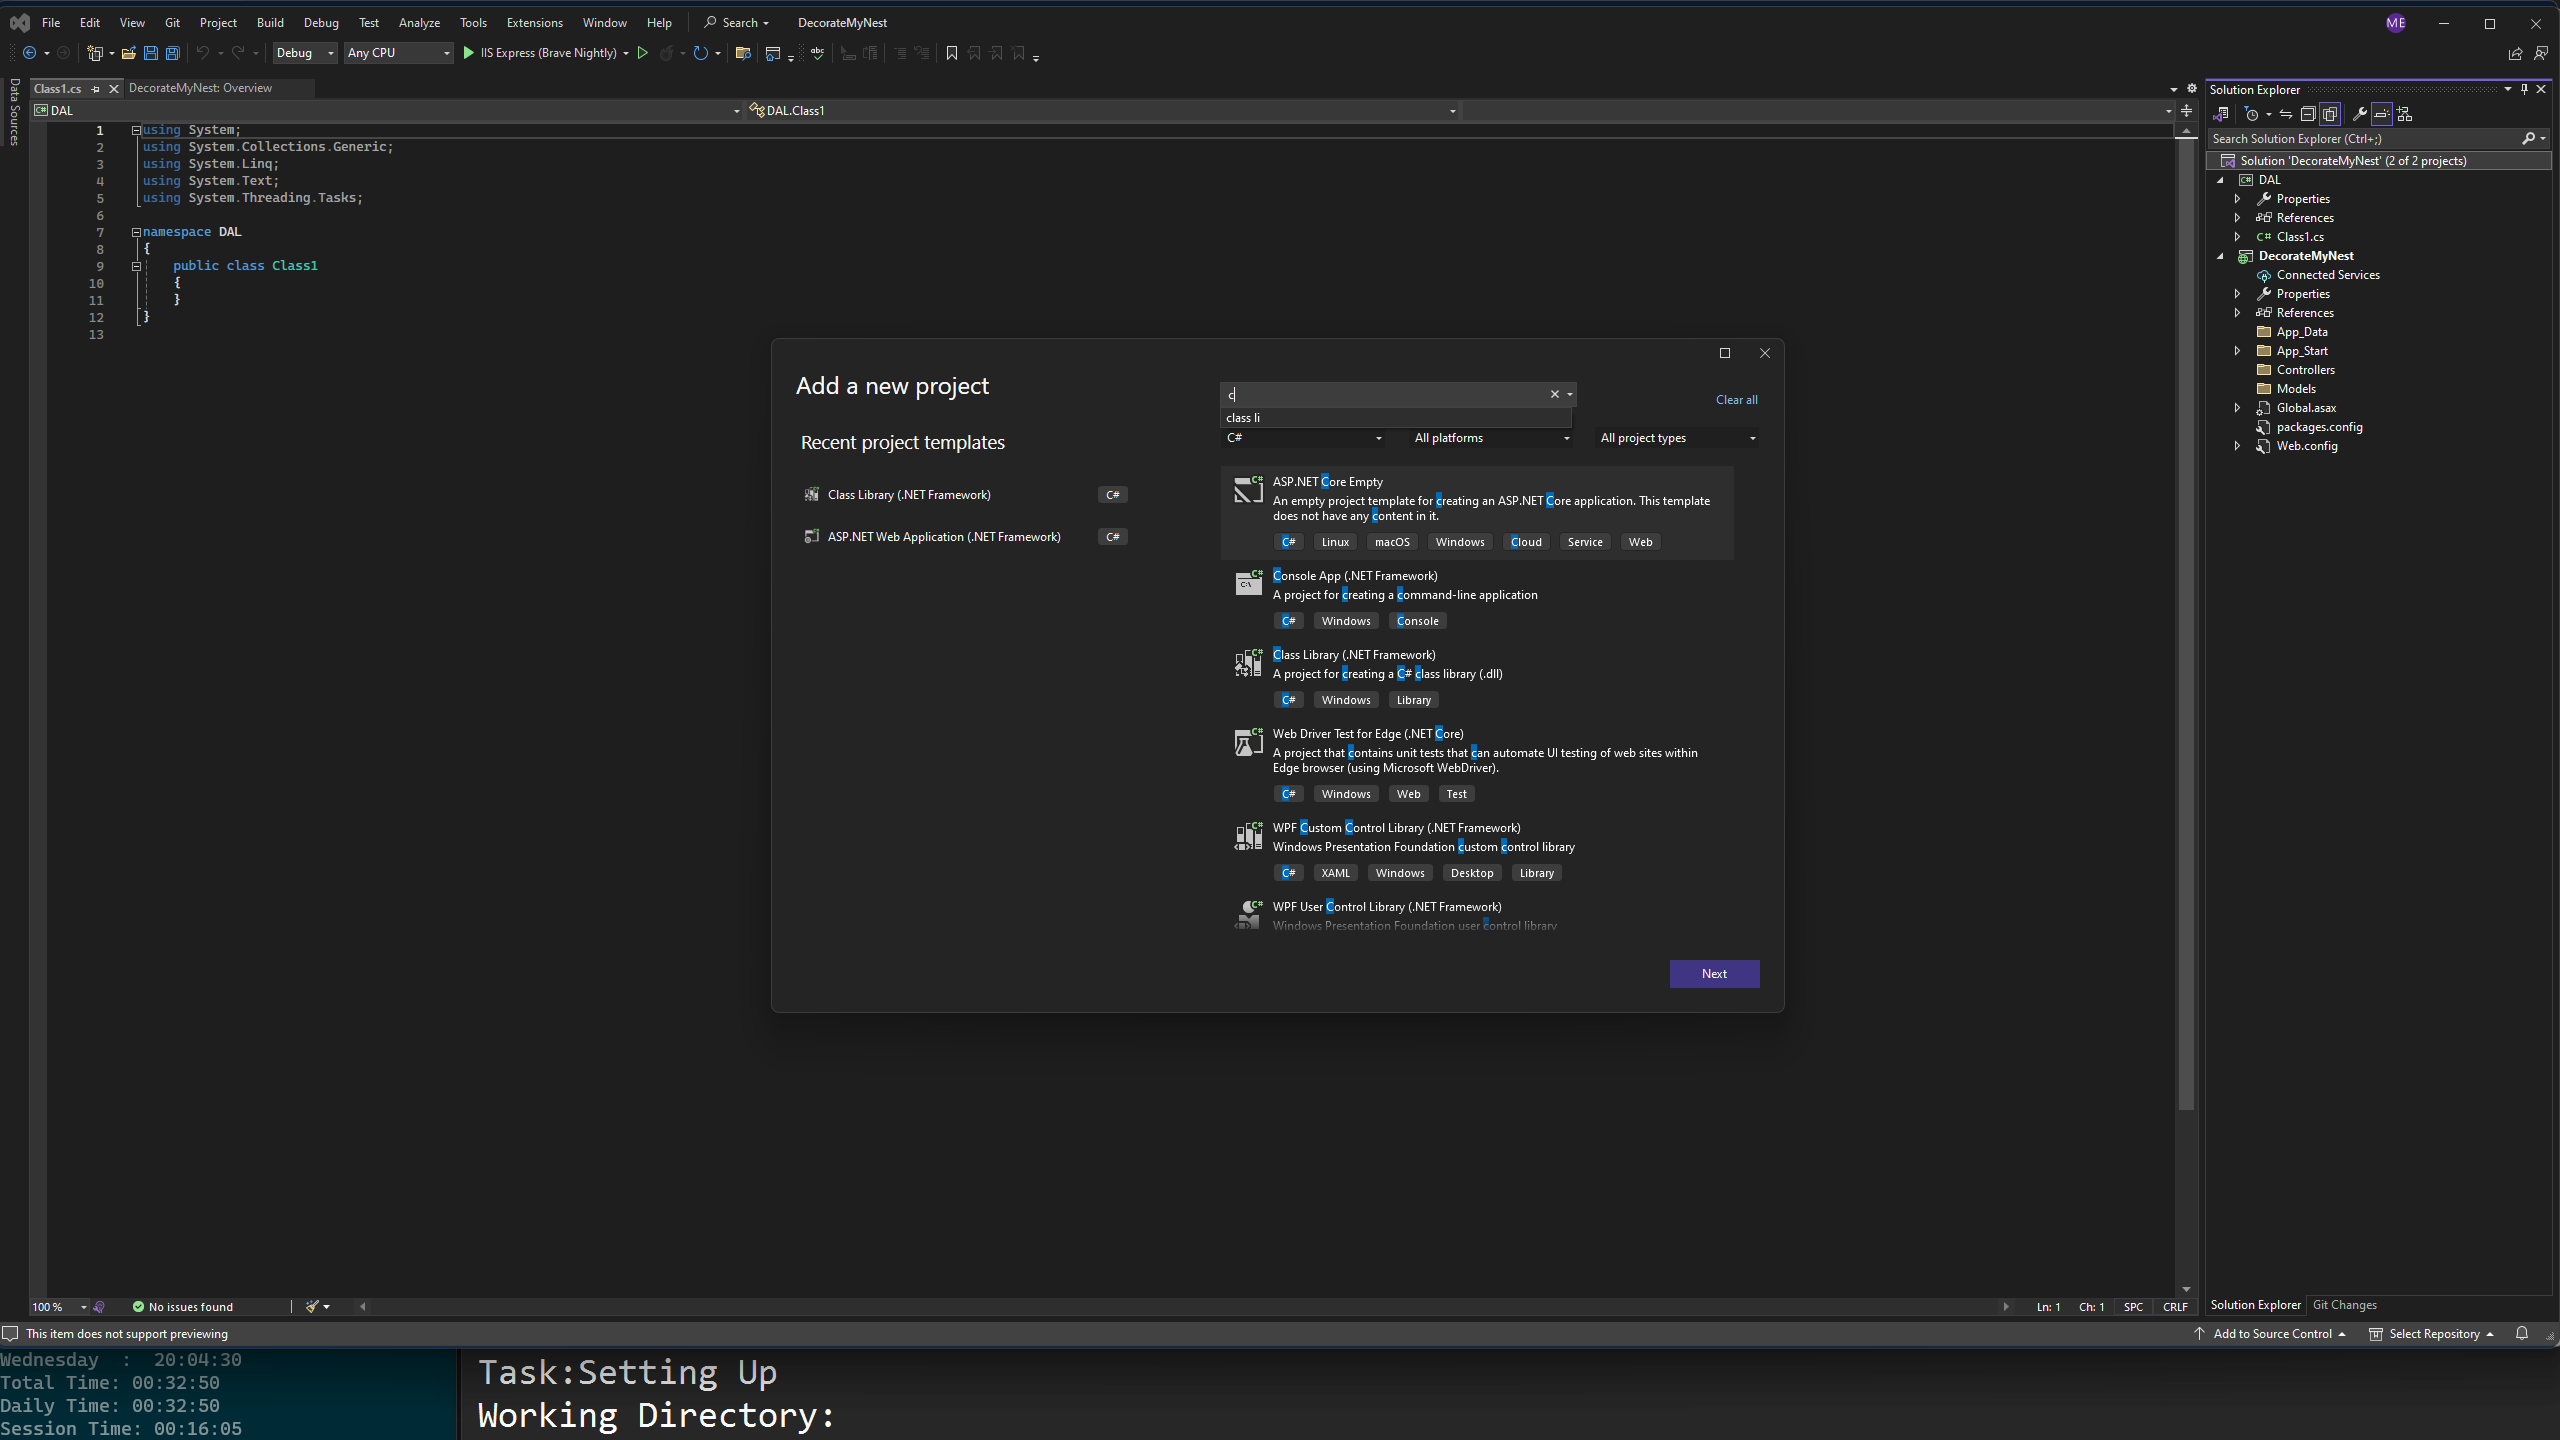 File Edit View Git Project Build Debug Test Analyze Tools Extensions Window Help Search DecorateMyNest ME
Debug Any CPU IIS Express (Brave Nightly)
Data Sources
Class1.cs DecorateMyNest: Overview
C# DAL DAL.Class1
1 using System;
2 using System.Collections.Generic;
3 using System.Linq;
4 using System.Text;
5 using System.Threading.Tasks;
6
7 namespace DAL
8 {
9 public class Class1
10 {
11 }
12 }
13
Add a new project
Recent project templates
Class Library (.NET Framework) C#
ASP.NET Web Application (.NET Framework) C#
c
class li
Clear all
C# All platforms All project types
ASP.NET Core Empty
An empty project template for creating an ASP.NET Core application. This template
does not have any content in it.
C# Linux macOS Windows Cloud Service Web
Console App (.NET Framework)
A project for creating a command-line application
C# Windows Console
Class Library (.NET Framework)
A project for creating a C# class library (.dll)
C# Windows Library
Web Driver Test for Edge (.NET Core)
A project that contains unit tests that can automate UI testing of web sites within
Edge browser (using Microsoft WebDriver).
C# Windows Web Test
WPF Custom Control Library (.NET Framework)
Windows Presentation Foundation custom control library
C# XAML Windows Desktop Library
WPF User Control Library (.NET Framework)
Windows Presentation Foundation user control library
Next
Solution Explorer
Search Solution Explorer (Ctrl+;)
Solution 'DecorateMyNest' (2 of 2 projects)
C# DAL
Properties
References
C# Class1.cs
DecorateMyNest
Connected Services
Properties
References
App_Data
App_Start
Controllers
Models
Global.asax
packages.config
Web.config
100 % No issues found Ln: 1 Ch: 1 SPC CRLF
Solution Explorer Git Changes
This item does not support previewing Add to Source Control Select Repository
Wednesday : 20:04:30
Total Time: 00:32:50
Daily Time: 00:32:50
Session Time: 00:16:05
Task:Setting Up
Working Directory: